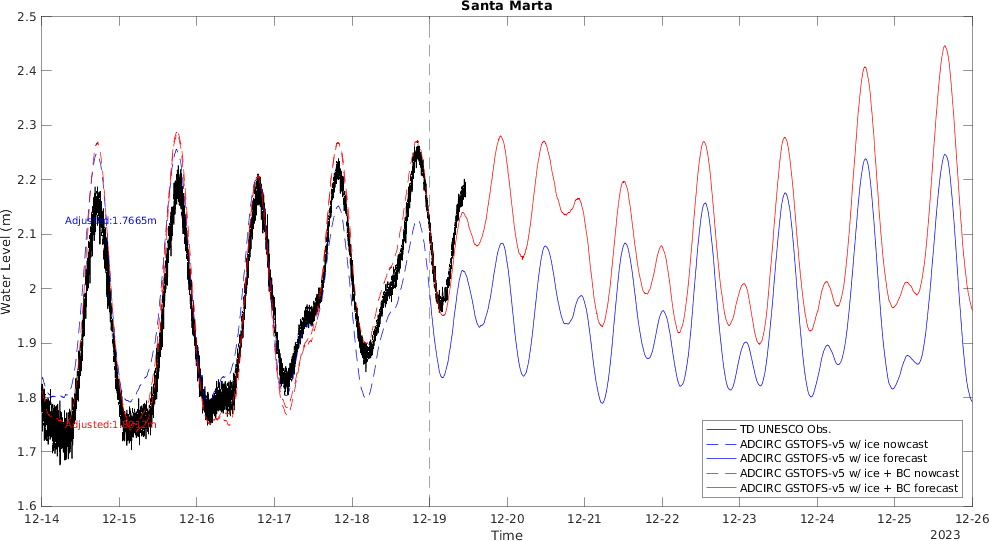 Santa Marta
2.5
2.4
2.3
2.2
2.1
2
1.9
1.8
1.7
1.6
Water Level (m)
Adjusted:1.7665m
TD UNESCO Obs.
ADCIRC GSTOFS-v5 w/ ice nowcast
ADCIRC GSTOFS-v5 w/ ice forecast
ADCIRC GSTOFS-v5 w/ ice + BC nowcast
ADCIRC GSTOFS-v5 w/ ice + BC forecast
12-14 12-15 12-16 12-17 12-18 12-19 12-20 12-21 12-22 12-23 12-24 12-25 12-26
Time
2023